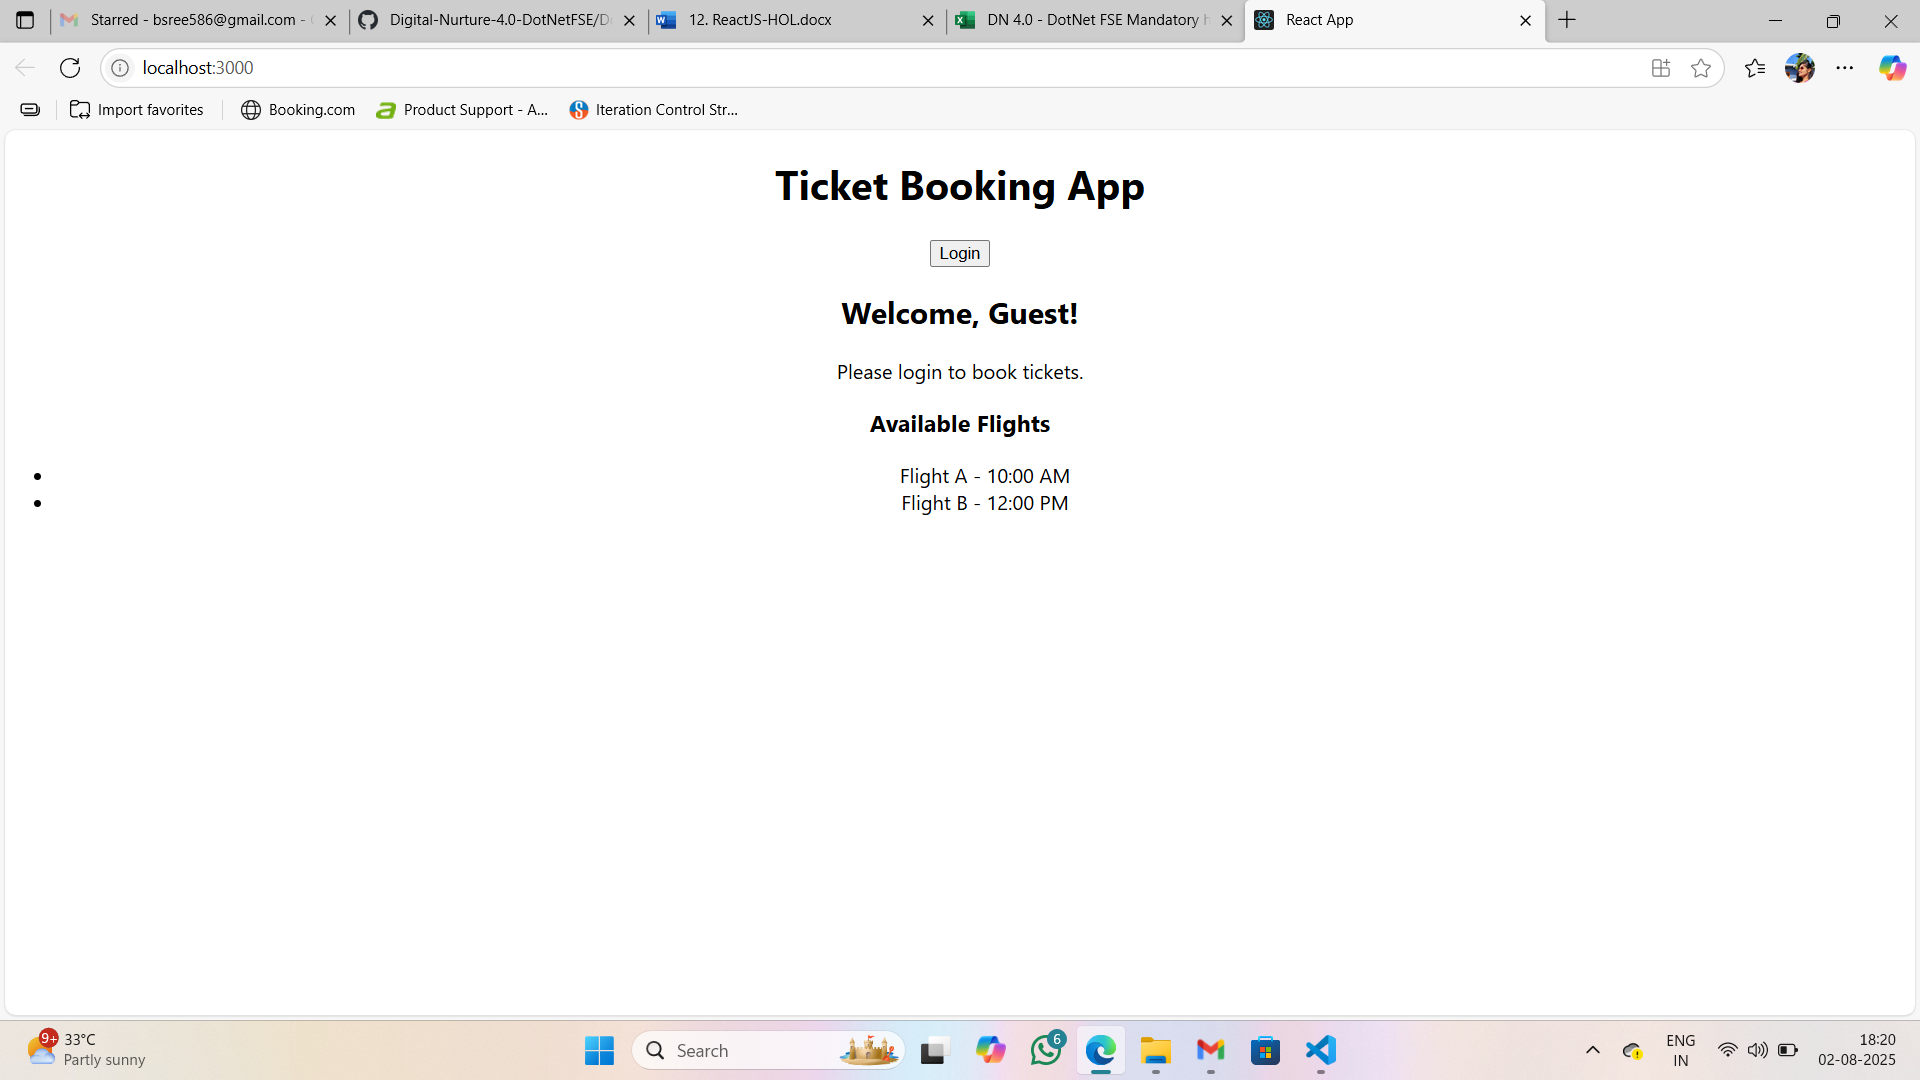 Starred - bsree586@gmail.com -
Digital-Nurture-4.0-DotNetFSE/D
12. ReactJS-HOL.docx
DN 4.0 - DotNet FSE Mandatory
React App
localhost:3000
Import favorites
Booking.com
Product Support - A...
Iteration Control Str...
Ticket Booking App
Login
Welcome, Guest!
Please login to book tickets.
Available Flights
• Flight A - 10:00 AM
• Flight B - 12:00 PM
9+
33°C
Partly sunny
Search
6
ENG
IN
18:20
02-08-2025